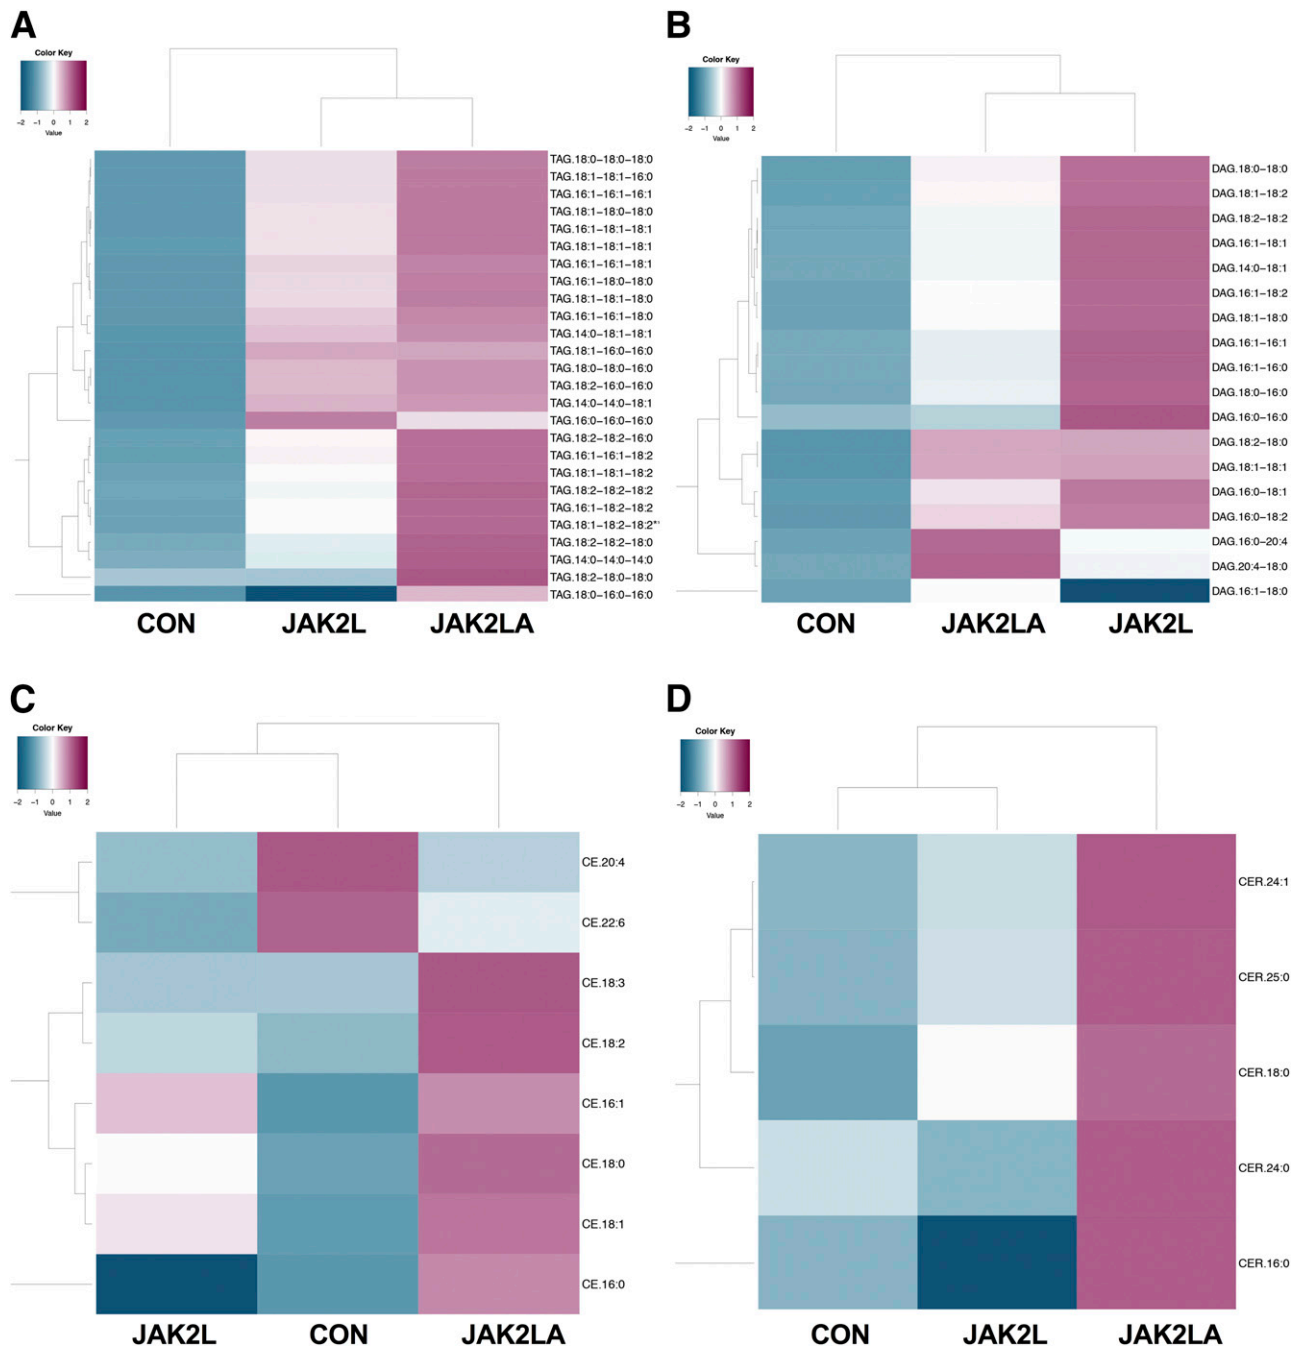 A
Color Key
−2 −1 0 1 2
Value
TAG.18:0−18:0−18:0
TAG.18:1−18:1−16:0
TAG.16:1−16:1−16:1
TAG.18:1−18:0−18:0
TAG.16:1−18:1−18:1
TAG.18:1−18:1−18:1
TAG.16:1−16:1−18:1
TAG.16:1−18:0−18:0
TAG.18:1−18:1−18:0
TAG.16:1−16:1−18:0
TAG.14:0−18:1−18:1
TAG.18:1−16:0−16:0
TAG.18:0−18:0−16:0
TAG.18:2−16:0−16:0
TAG.14:0−14:0−18:1
TAG.16:0−16:0−16:0
TAG.18:2−18:2−16:0
TAG.16:1−16:1−18:2
TAG.18:1−18:1−18:2
TAG.18:2−18:2−18:2
TAG.16:1−18:2−18:2
TAG.18:1−18:2−18:2*
TAG.18:2−18:2−18:0
TAG.14:0−14:0−14:0
TAG.18:2−18:0−18:0
TAG.18:0−16:0−16:0
CON JAK2L JAK2LA
B
Color Key
−2 −1 0 1 2
Value
DAG.18:0−18:0
DAG.18:1−18:2
DAG.18:2−18:2
DAG.16:1−18:1
DAG.14:0−18:1
DAG.16:1−18:2
DAG.18:1−18:0
DAG.16:1−16:1
DAG.16:1−16:0
DAG.18:0−16:0
DAG.16:0−16:0
DAG.18:2−18:0
DAG.18:1−18:1
DAG.16:0−18:1
DAG.16:0−18:2
DAG.16:0−20:4
DAG.20:4−18:0
DAG.16:1−18:0
CON JAK2LA JAK2L
C
Color Key
−2 −1 0 1 2
Value
CE.20:4
CE.22:6
CE.18:3
CE.18:2
CE.16:1
CE.18:0
CE.18:1
CE.16:0
JAK2L CON JAK2LA
D
Color Key
−2 −1 0 1 2
Value
CER.24:1
CER.25:0
CER.18:0
CER.24:0
CER.16:0
CON JAK2L JAK2LA